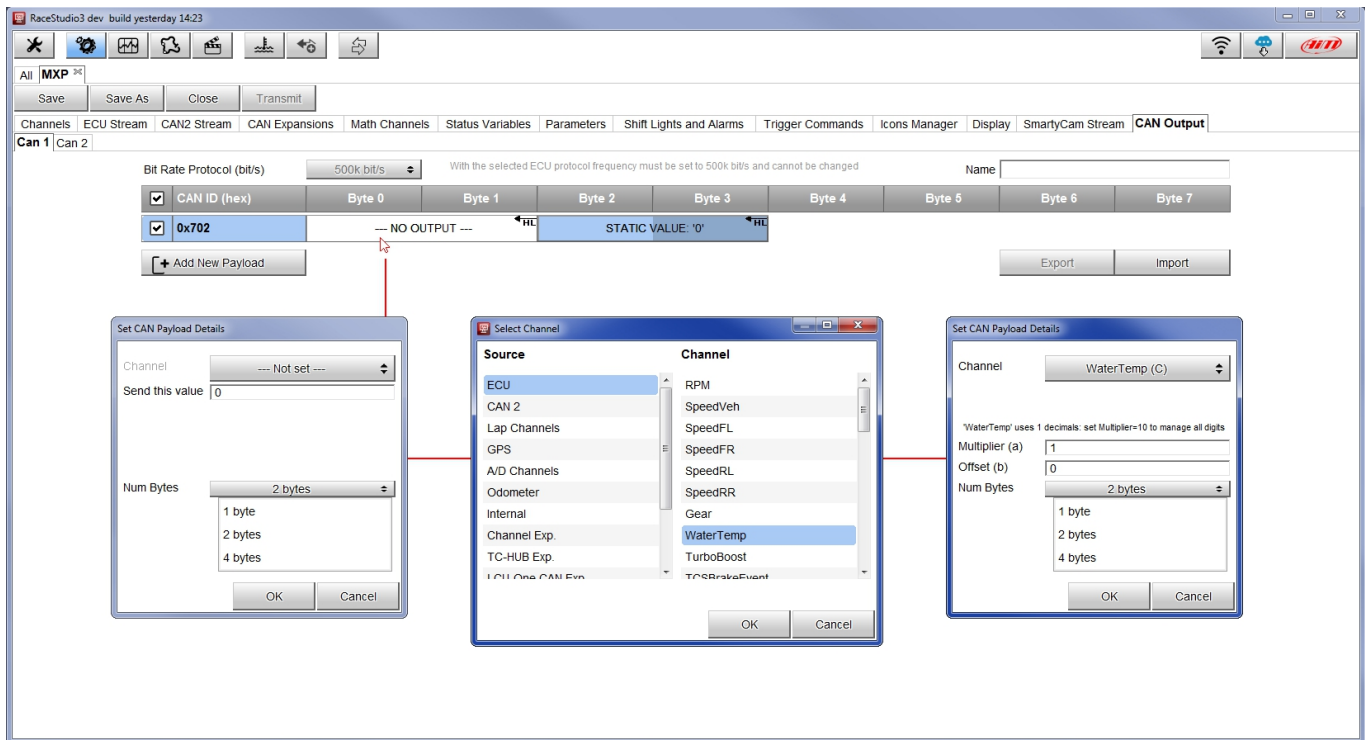 RaceStudio3 dev build yesterday 14:23
AiM
All MXP
Save Save As Close Transmit
Channels ECU Stream CAN2 Stream CAN Expansions Math Channels Status Variables Parameters Shift Lights and Alarms Trigger Commands Icons Manager Display SmartyCam Stream CAN Output
Can 1 Can 2
Bit Rate Protocol (bit/s) 500k bit/s With the selected ECU protocol frequency must be set to 500k bit/s and cannot be changed Name
CAN ID (hex) Byte 0 Byte 1 Byte 2 Byte 3 Byte 4 Byte 5 Byte 6 Byte 7
0x702 --- NO OUTPUT --- HL STATIC VALUE: '0' HL
Add New Payload Export Import
Set CAN Payload Details
Channel --- Not set ---
Send this value 0
Num Bytes 2 bytes
1 byte
2 bytes
4 bytes
OK Cancel
Select Channel
Source Channel
ECU RPM
CAN 2 SpeedVeh
Lap Channels SpeedFL
GPS SpeedFR
A/D Channels SpeedRL
Odometer SpeedRR
Internal Gear
Channel Exp. WaterTemp
TC-HUB Exp. TurboBoost
LCU One CAN Exp TCSBrakeEvent
OK Cancel
Set CAN Payload Details
Channel WaterTemp (C)
'WaterTemp' uses 1 decimals: set Multiplier=10 to manage all digits
Multiplier (a) 1
Offset (b) 0
Num Bytes 2 bytes
1 byte
2 bytes
4 bytes
OK Cancel